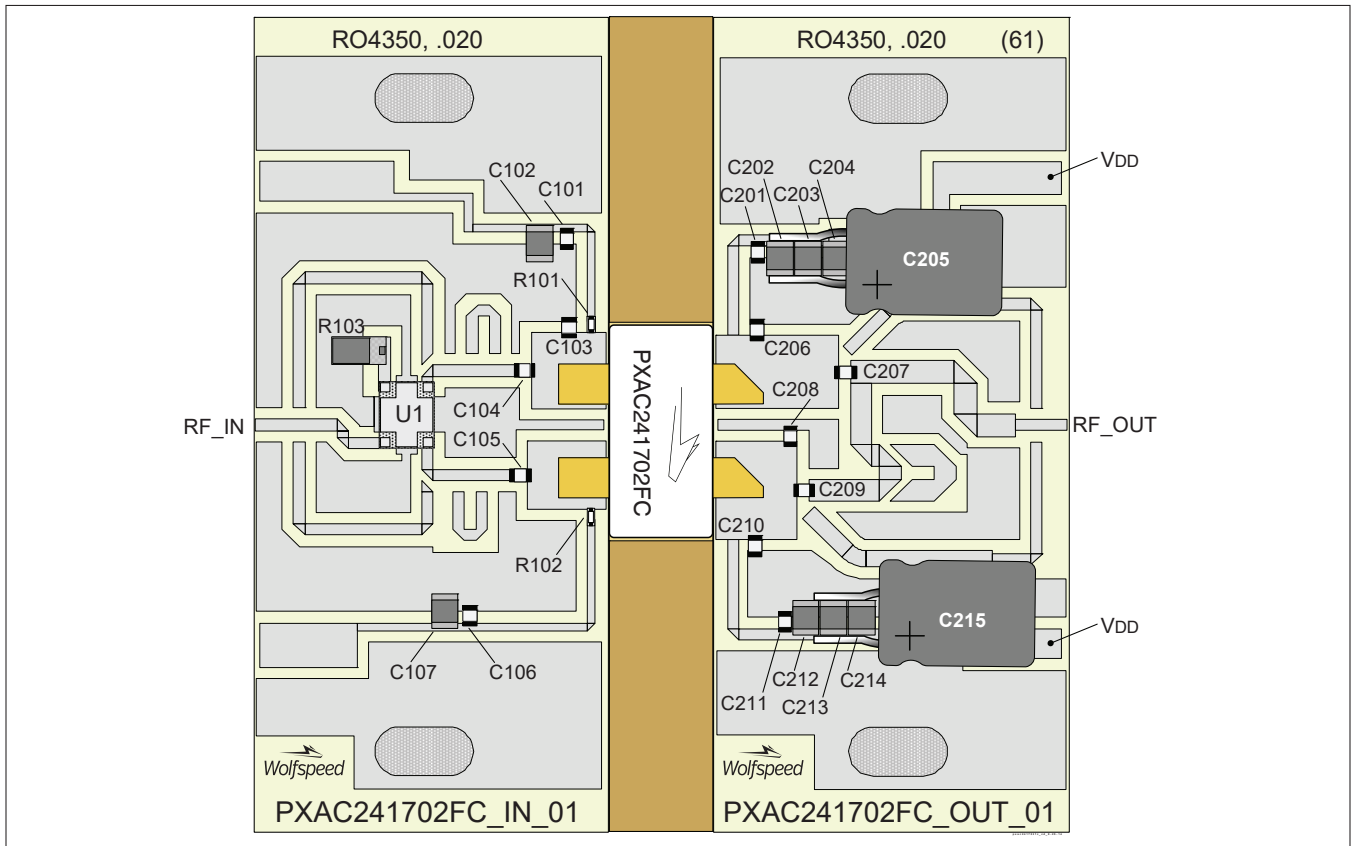 RO4350, .020
RO4350, .020 (61)
C102
C101
R101
R103
C103
C104
U1
RF_IN
C105
R102
C107
C106
PXAC241702FC
C202
C204
C201
C203
VDD
C205
C206
C207
C208
RF_OUT
C209
C210
C215
VDD
C211
C212
C213
C214
Wolfspeed
Wolfspeed
PXAC241702FC_IN_01
PXAC241702FC_OUT_01